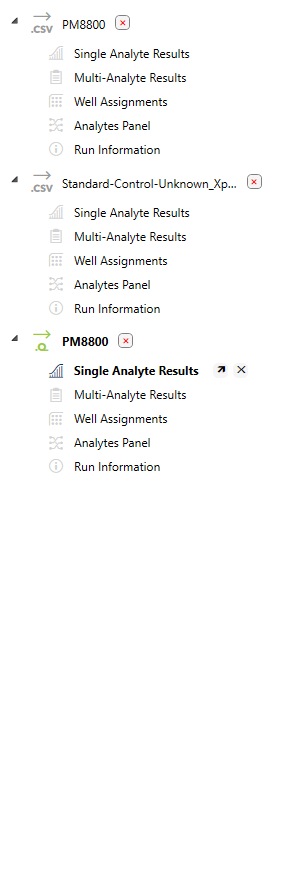 .CSV PM8800
Single Analyte Results
Multi-Analyte Results
Well Assignments
Analytes Panel
Run Information
.CSV Standard-Control-Unknown_Xp...
Single Analyte Results
Multi-Analyte Results
Well Assignments
Analytes Panel
Run Information
.Q PM8800
Single Analyte Results
Multi-Analyte Results
Well Assignments
Analytes Panel
Run Information